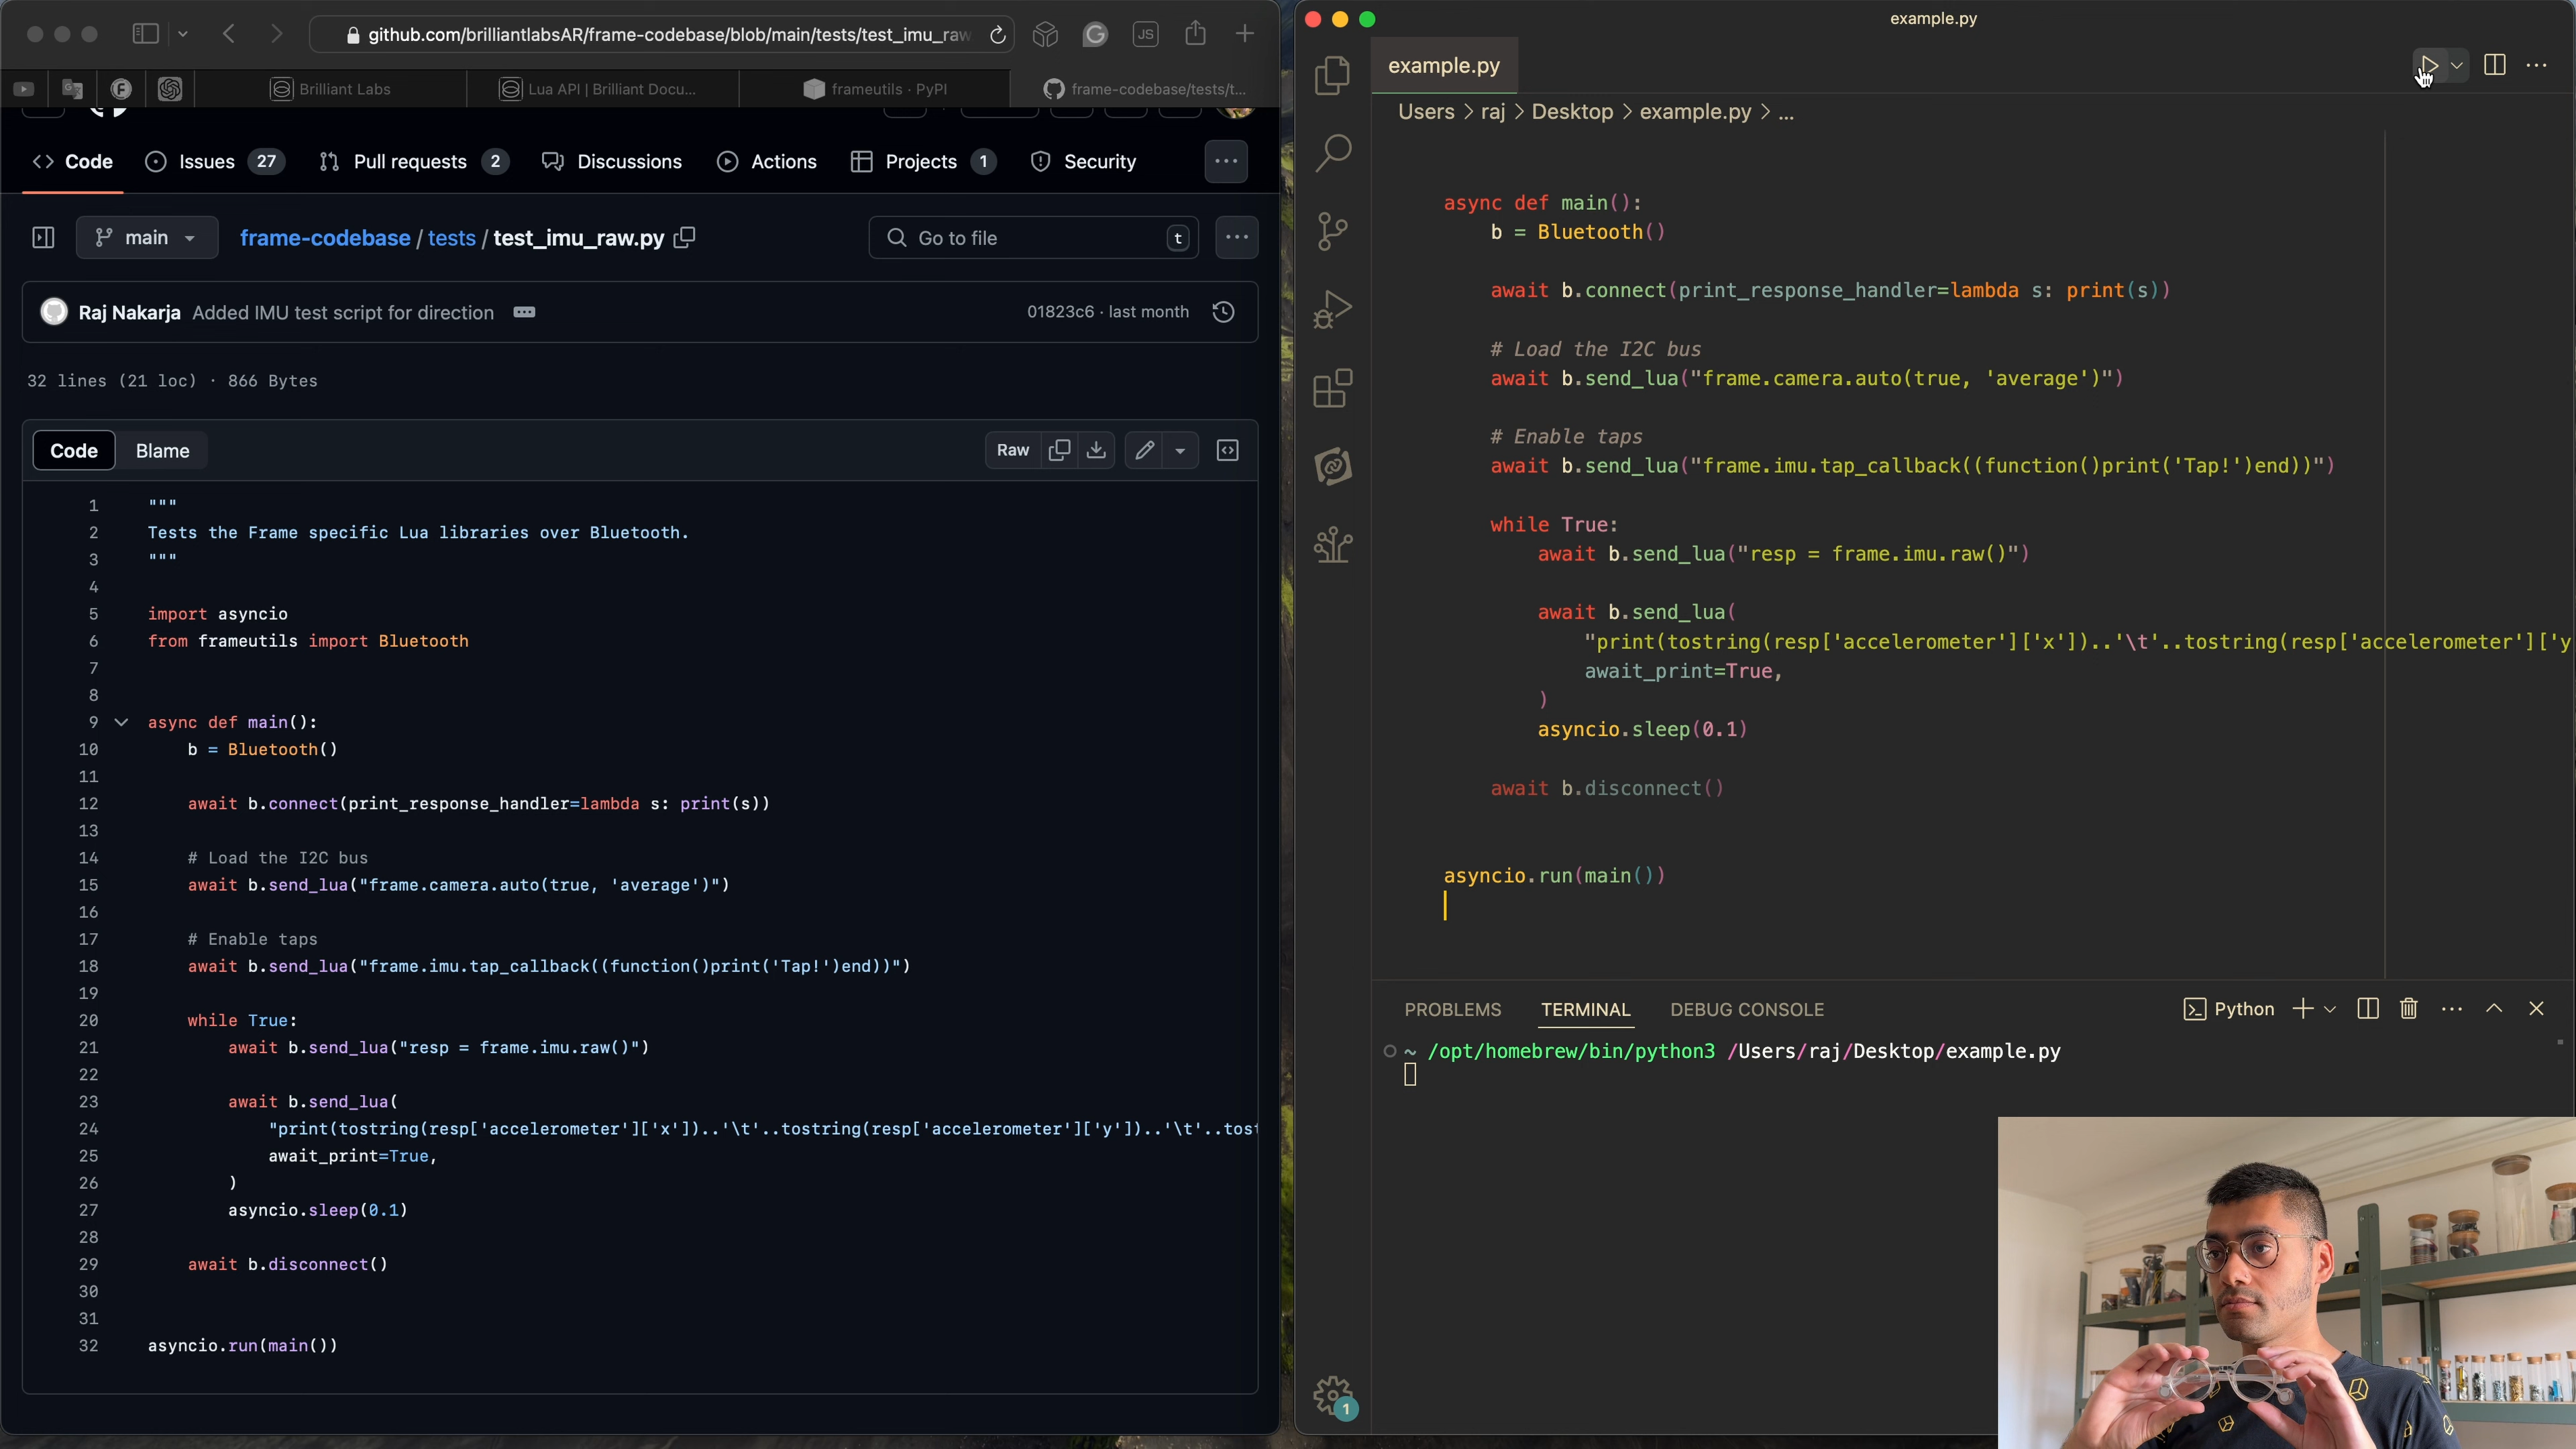 github.com/brilliantlabsAR/frame-codebase/blob/main/tests/test_imu_raw
JS
Brilliant Labs
Lua API | Brilliant Docu...
frameutils · PyPI
frame-codebase/tests/t...
Code
Issues 27
Pull requests 2
Discussions
Actions
Projects 1
Security
main
frame-codebase / tests / test_imu_raw.py
Go to file t
Raj Nakarja Added IMU test script for direction
01823c6 · last month
32 lines (21 loc) · 866 Bytes
Code
Blame
Raw
1 """
2 Tests the Frame specific Lua libraries over Bluetooth.
3 """
4
5 import asyncio
6 from frameutils import Bluetooth
7
8
9 async def main():
10 b = Bluetooth()
11
12 await b.connect(print_response_handler=lambda s: print(s))
13
14 # Load the I2C bus
15 await b.send_lua("frame.camera.auto(true, 'average')")
16
17 # Enable taps
18 await b.send_lua("frame.imu.tap_callback((function()print('Tap!')end))")
19
20 while True:
21 await b.send_lua("resp = frame.imu.raw()")
22
23 await b.send_lua(
24 "print(tostring(resp['accelerometer']['x'])..'\t'..tostring(resp['accelerometer']['y'])..'\t'..tost
25 await_print=True,
26 )
27 asyncio.sleep(0.1)
28
29 await b.disconnect()
30
31
32 asyncio.run(main())
example.py
example.py
Users > raj > Desktop > example.py > ...
async def main():
b = Bluetooth()
await b.connect(print_response_handler=lambda s: print(s))
# Load the I2C bus
await b.send_lua("frame.camera.auto(true, 'average')")
# Enable taps
await b.send_lua("frame.imu.tap_callback((function()print('Tap!')end))")
while True:
await b.send_lua("resp = frame.imu.raw()")
await b.send_lua(
"print(tostring(resp['accelerometer']['x'])..'\t'..tostring(resp['accelerometer']['y
await_print=True,
)
asyncio.sleep(0.1)
await b.disconnect()
asyncio.run(main())
PROBLEMS
TERMINAL
DEBUG CONSOLE
Python
~ /opt/homebrew/bin/python3 /Users/raj/Desktop/example.py
1